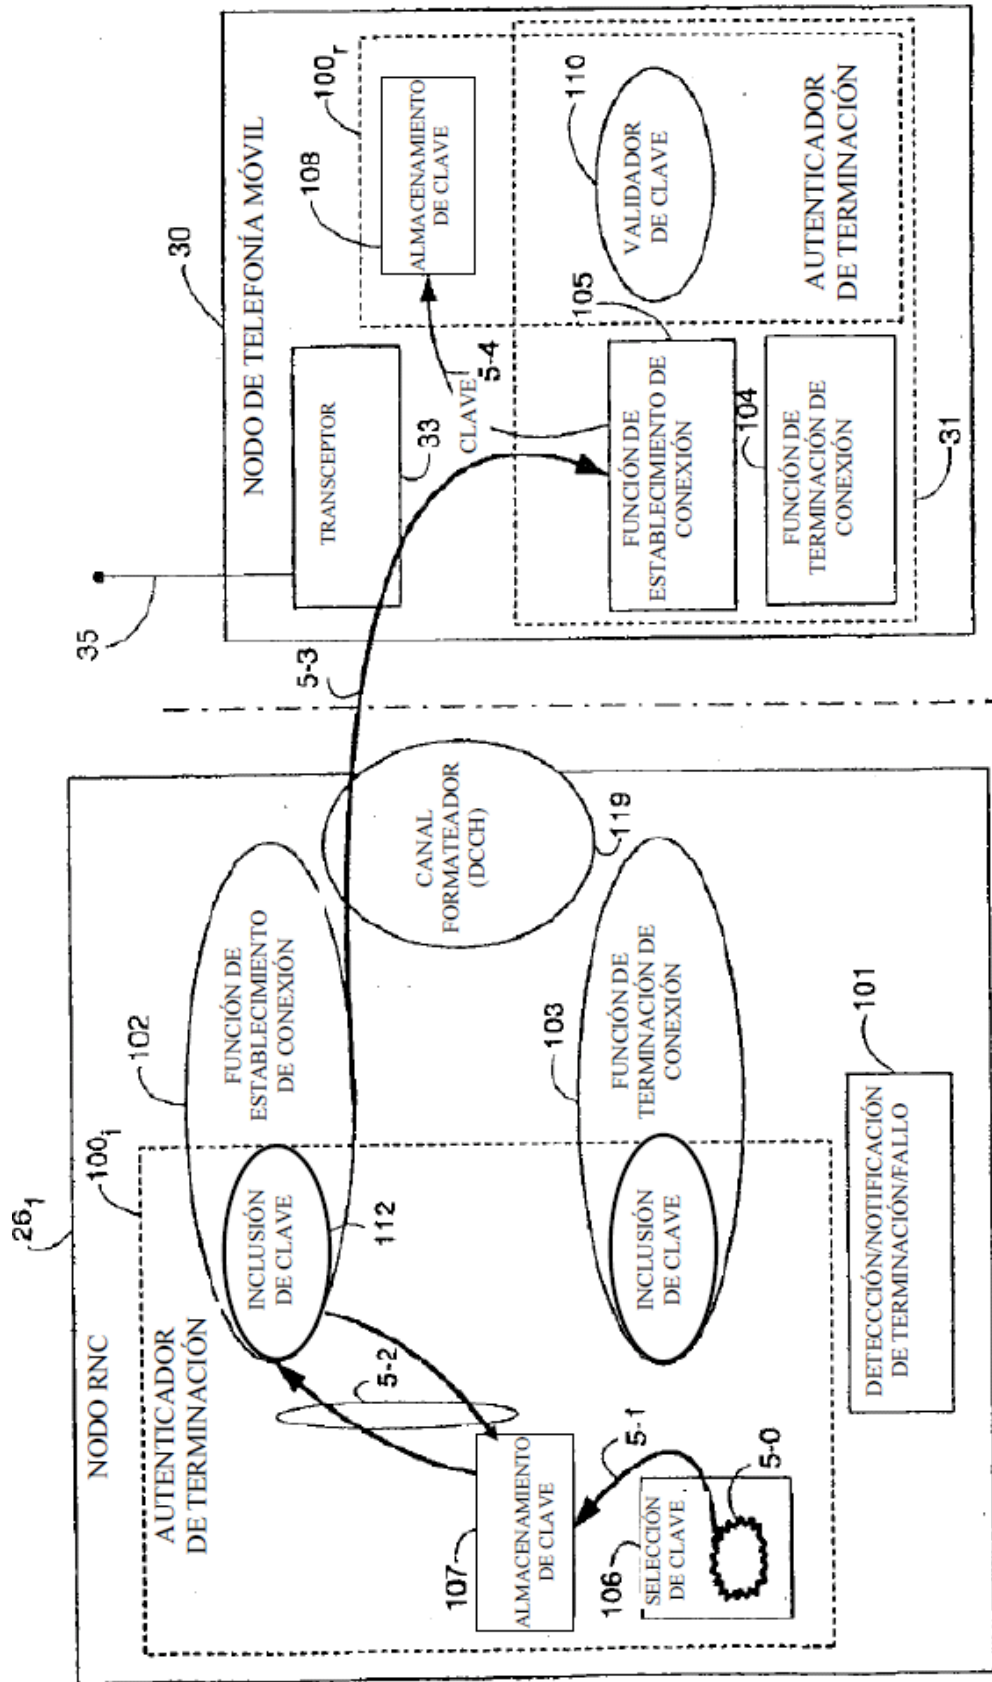 26₁
NODO RNC
100ᵢ
AUTENTICADOR
DE TERMINACIÓN
102
FUNCIÓN DE
ESTABLECIMIENTO
DE CONEXIÓN
INCLUSIÓN
DE CLAVE
112
5-2
107
ALMACENAMIENTO
DE CLAVE
5-1
106
SELECCIÓN
DE CLAVE
5-0
103
FUNCIÓN DE
TERMINACIÓN DE
CONEXIÓN
INCLUSIÓN
DE CLAVE
101
DETECCCIÓN/NOTIFICACIÓN
DE TERMINACIÓN/FALLO
CANAL
FORMATEADOR
(DCCH)
119
5-3
35
30
NODO DE TELEFONÍA MÓVIL
TRANSCEPTOR
33
CLAVE
5-4
108
100ᵣ
ALMACENAMIENTO
DE CLAVE
105
FUNCIÓN DE
ESTABLECIMIENTO DE
CONEXIÓN
110
VALIDADOR
DE CLAVE
104
FUNCIÓN DE
TERMINACIÓN DE
CONEXIÓN
AUTENTICADOR
DE TERMINACIÓN
31